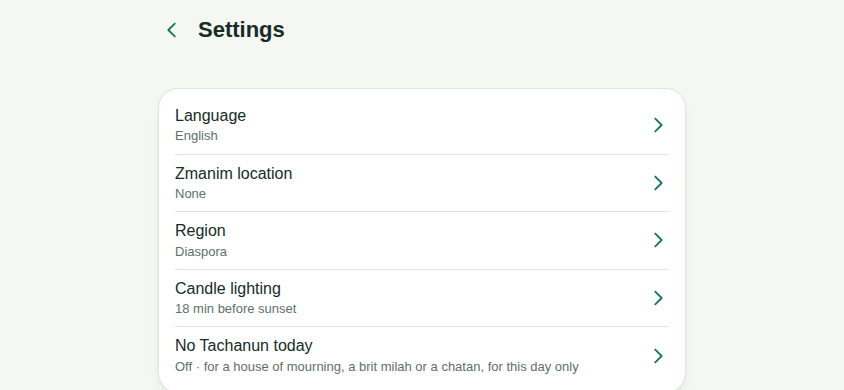 Settings
Language
English
Zmanim location
None
Region
Diaspora
Candle lighting
18 min before sunset
No Tachanun today
Off · for a house of mourning, a brit milah or a chatan, for this day only